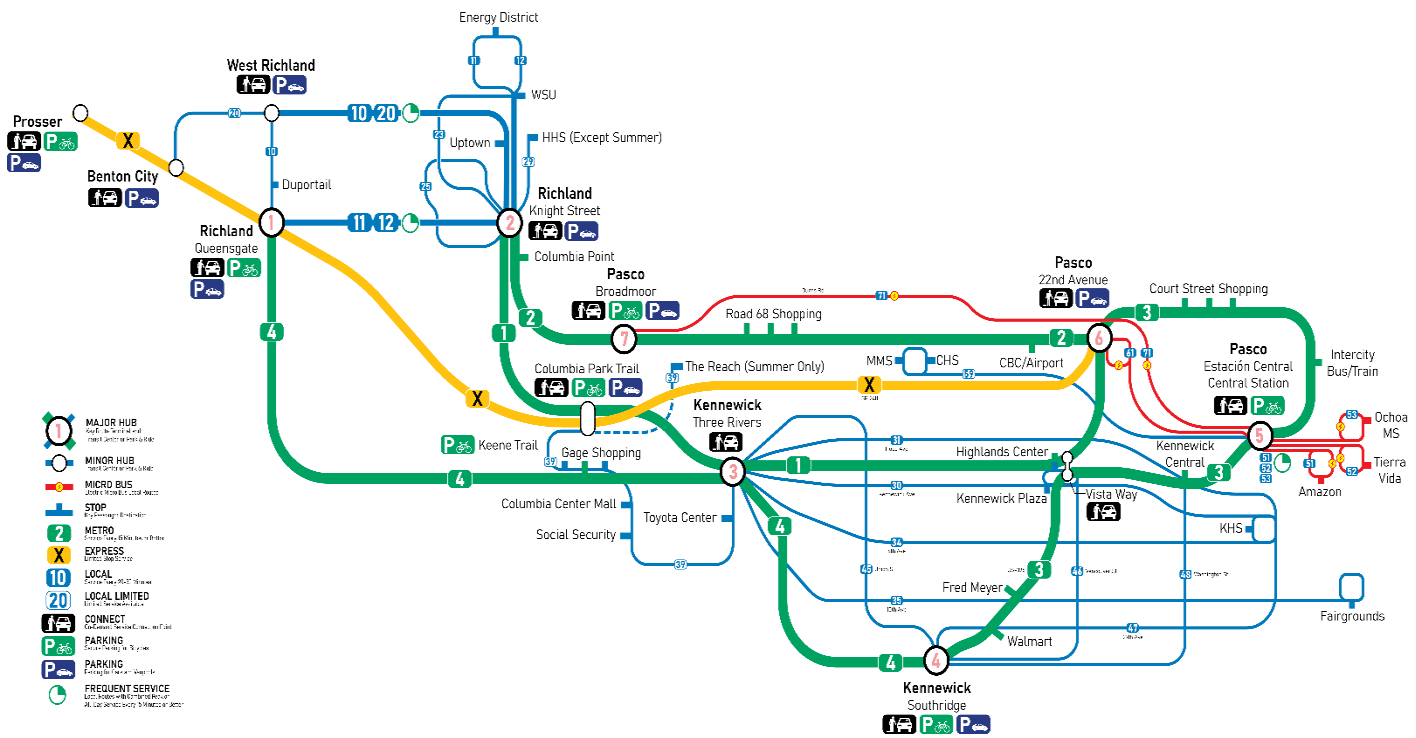 Energy District
11
12
WSU
West Richland
P
10 20
20
23
Uptown
HHS (Except Summer)
29
Prosser
P
P
X
10
25
Benton City
P
Duportail
Richland
Knight Street
P
1
11 12
2
Richland
Queensgate
P
P
Columbia Point
Pasco
Broadmoor
P P
Pasco
22nd Avenue
P
Court Street Shopping
71
Road 68 Shopping
3
4
1
2
7
2
6
61
71
CBC/Airport
Pasco
Estación Central
Central Station
P
Intercity
Bus/Train
Columbia Park Trail
P P
The Reach (Summer Only)
39
MMS
CHS
X
X
Kennewick
Three Rivers
MAJOR HUB
1
MINOR HUB
MICRO BUS
STOP
METRO
2
EXPRESS
X
LOCAL
10
LOCAL LIMITED
20
CONNECT
PARKING
P
PARKING
P
FREQUENT SERVICE
P
Keene Trail
39
Gage Shopping
4
3
31
1
Highlands Center
Kennewick
Central
3
5
51
52
53
53
Ochoa
MS
51
52
Tierra
Vida
Amazon
Columbia Center Mall
Toyota Center
Social Security
39
30
Kennewick Plaza
Vista Way
KHS
4
34
45
3
46
48
Fred Meyer
35
Fairgrounds
Walmart
47
4
4
Kennewick
Southridge
P P